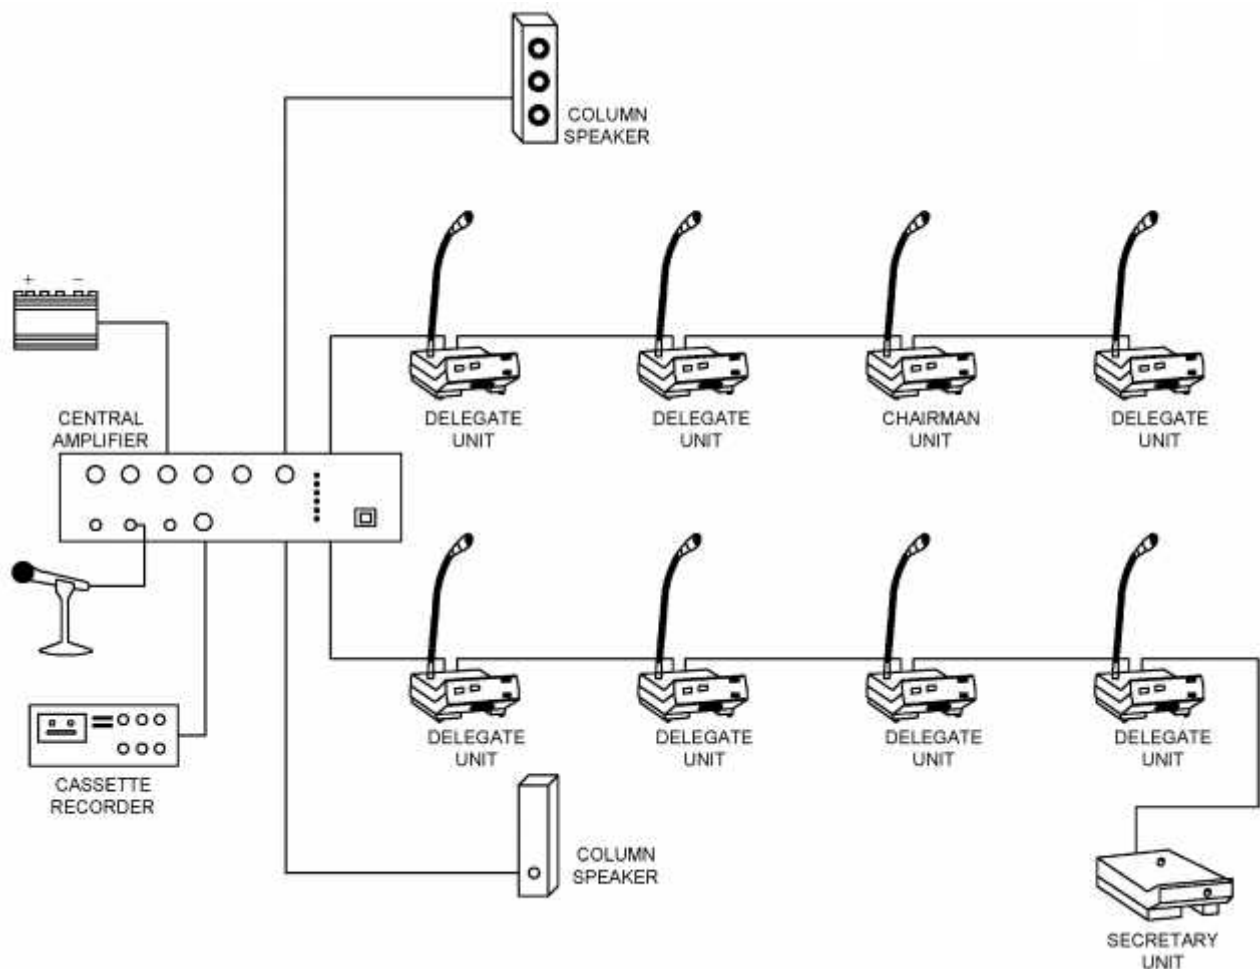 COLUMN
SPEAKER
+ −
CENTRAL
AMPLIFIER
DELEGATE
UNIT
DELEGATE
UNIT
CHAIRMAN
UNIT
DELEGATE
UNIT
DELEGATE
UNIT
DELEGATE
UNIT
DELEGATE
UNIT
DELEGATE
UNIT
CASSETTE
RECORDER
COLUMN
SPEAKER
SECRETARY
UNIT